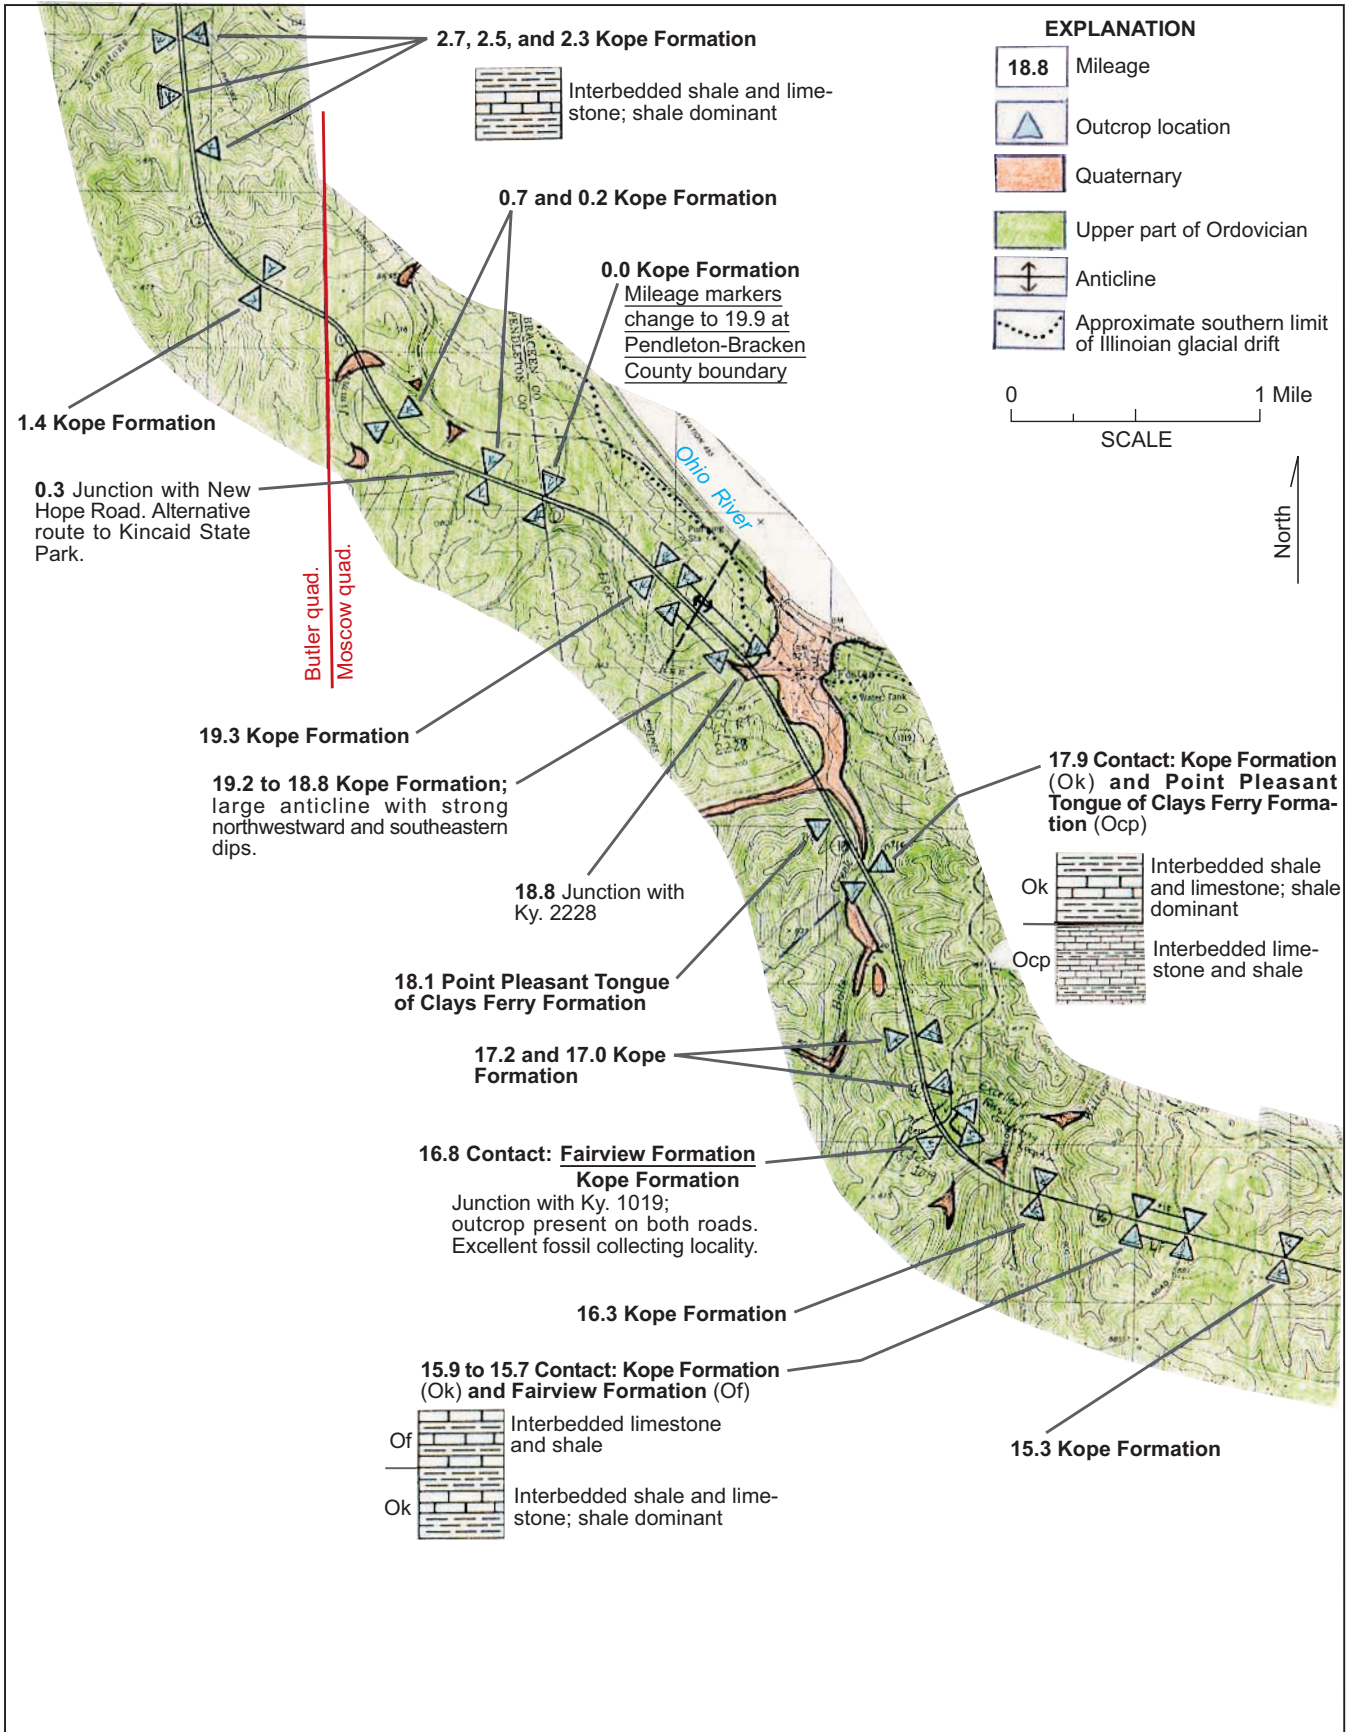 2.7, 2.5, and 2.3 Kope Formation
Interbedded shale and lime-
stone; shale dominant
EXPLANATION
18.8
Mileage
Outcrop location
Quaternary
Upper part of Ordovician
Anticline
Approximate southern limit
of Illinoian glacial drift
0
1 Mile
SCALE
North
0.7 and 0.2 Kope Formation
0.0 Kope Formation
Mileage markers
change to 19.9 at
Pendleton-Bracken
County boundary
BRACKEN CO
PENDLETON CO
Ohio River
1.4 Kope Formation
0.3 Junction with New
Hope Road. Alternative
route to Kincaid State
Park.
Butler quad.
Moscow quad.
19.3 Kope Formation
19.2 to 18.8 Kope Formation;
large anticline with strong
northwestward and southeastern
dips.
18.8 Junction with
Ky. 2228
17.9 Contact: Kope Formation
(Ok) and Point Pleasant
Tongue of Clays Ferry Forma-
tion (Ocp)
Ok
Interbedded shale
and limestone; shale
dominant
Ocp
Interbedded lime-
stone and shale
18.1 Point Pleasant Tongue
of Clays Ferry Formation
17.2 and 17.0 Kope
Formation
16.8 Contact: Fairview Formation
Kope Formation
Junction with Ky. 1019;
outcrop present on both roads.
Excellent fossil collecting locality.
16.3 Kope Formation
15.9 to 15.7 Contact: Kope Formation
(Ok) and Fairview Formation (Of)
Of
Interbedded limestone
and shale
Ok
Interbedded shale and lime-
stone; shale dominant
15.3 Kope Formation
Water Tank